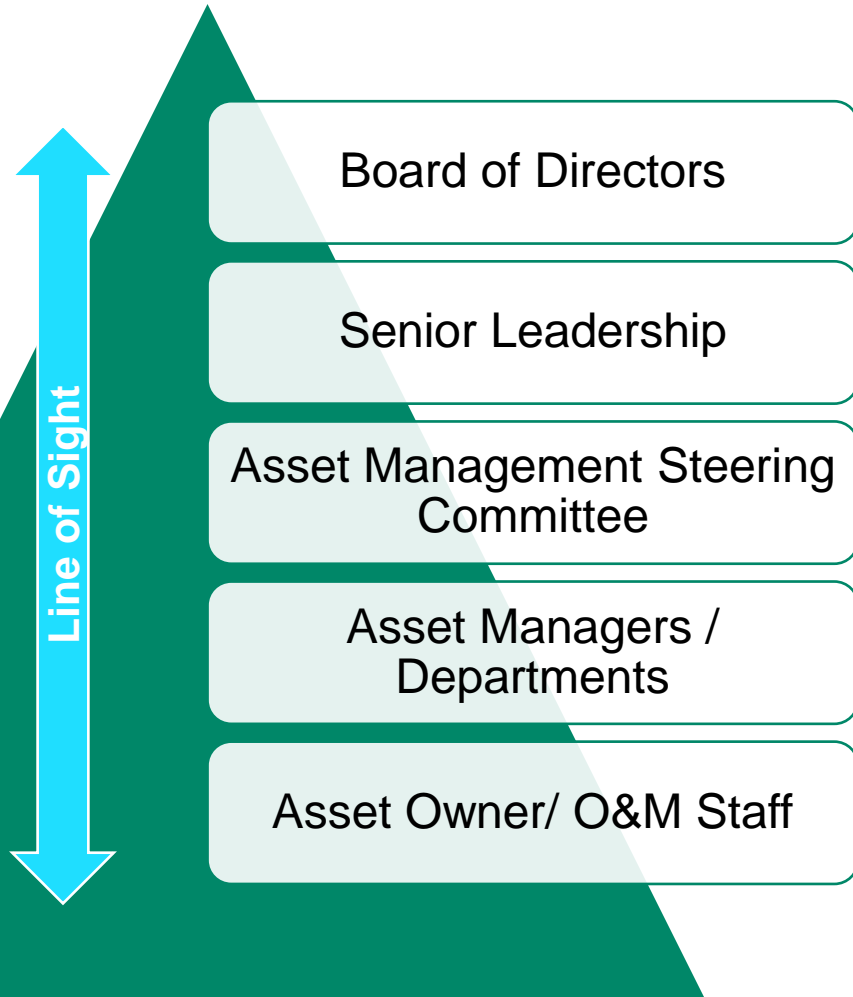 Board of Directors
Senior Leadership
Line of Sight
Asset Management Steering
Committee
Asset Managers /
Departments
Asset Owner/ O&M Staff